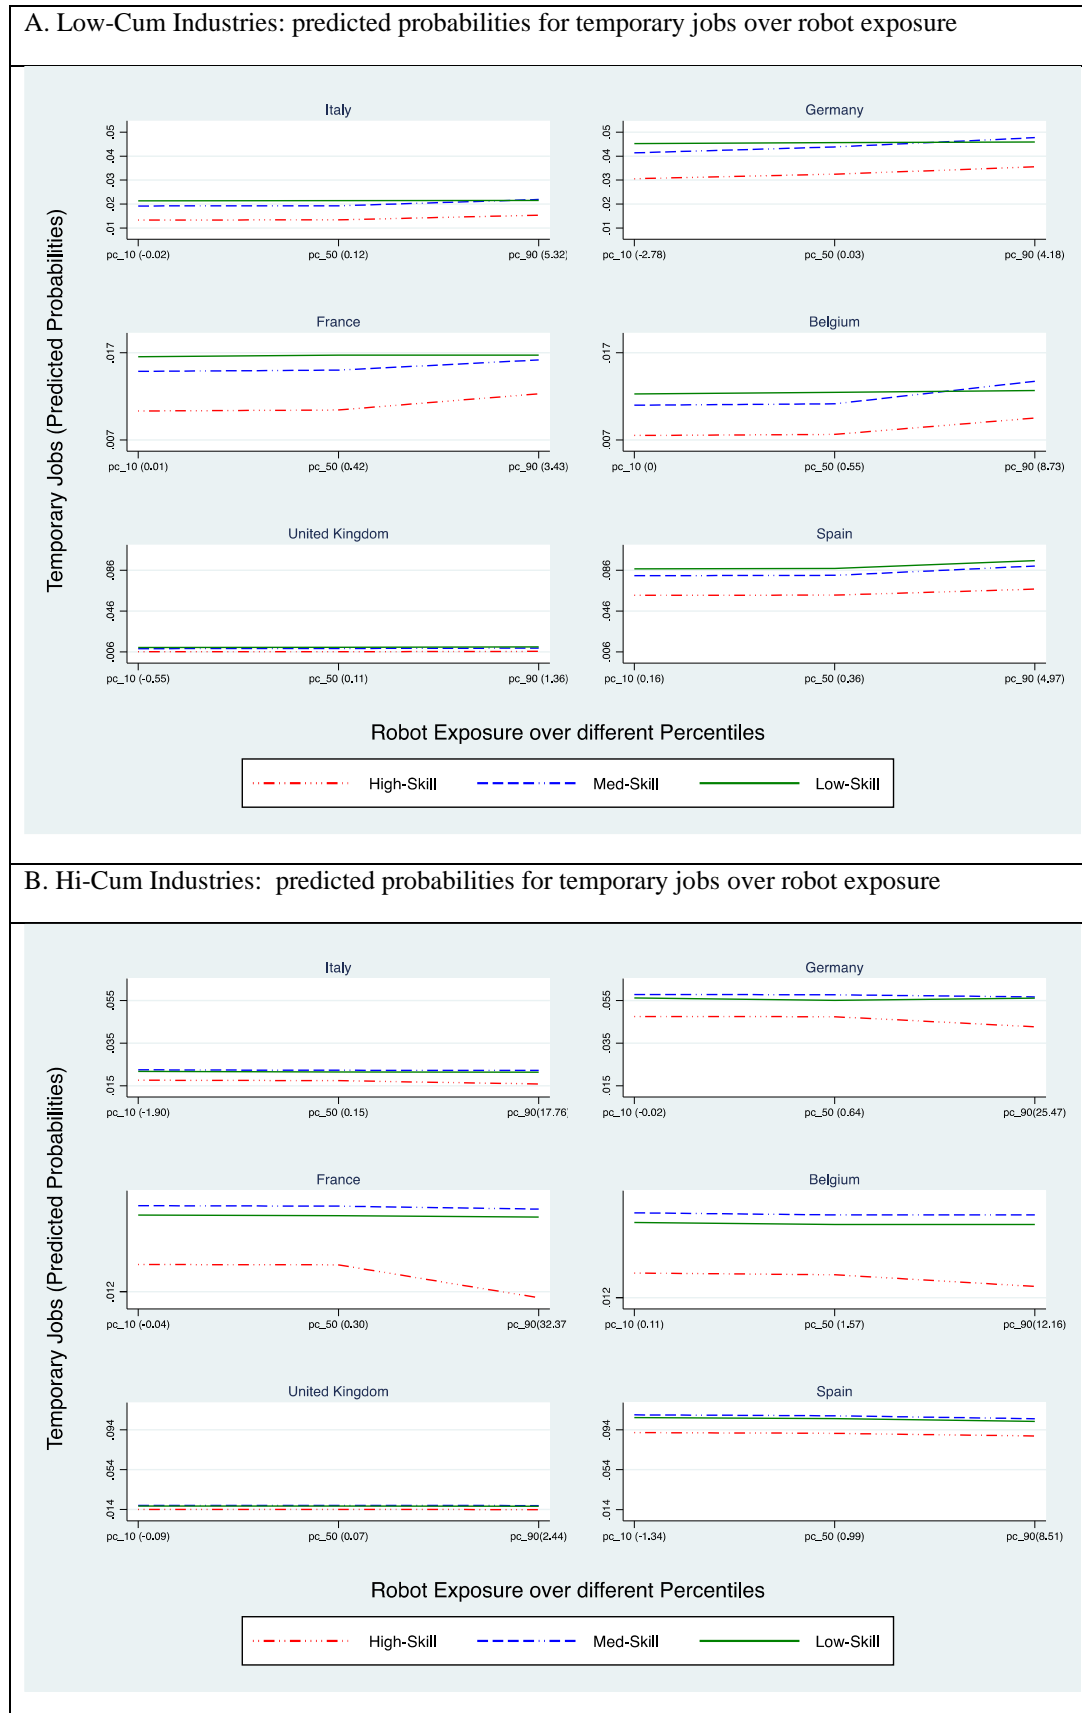 A. Low-Cum Industries: predicted probabilities for temporary jobs over robot exposure
Temporary Jobs (Predicted Probabilities)
Italy
.05
.04
.03
.02
.01
pc_10 (-0.02) pc_50 (0.12) pc_90 (5.32)
Germany
.05
.04
.03
.02
.01
pc_10 (-2.78) pc_50 (0.03) pc_90 (4.18)
France
.017
.007
pc_10 (0.01) pc_50 (0.42) pc_90 (3.43)
Belgium
.017
.007
pc_10 (0) pc_50 (0.55) pc_90 (8.73)
United Kingdom
.086
.046
.006
pc_10 (-0.55) pc_50 (0.11) pc_90 (1.36)
Spain
.086
.046
.006
pc_10 (0.16) pc_50 (0.36) pc_90 (4.97)
Robot Exposure over different Percentiles
High-Skill Med-Skill Low-Skill
B. Hi-Cum Industries: predicted probabilities for temporary jobs over robot exposure
Temporary Jobs (Predicted Probabilities)
Italy
.055
.035
.015
pc_10 (-1.90) pc_50 (0.15) pc_90(17.76)
Germany
.055
.035
.015
pc_10 (-0.02) pc_50 (0.64) pc_90(25.47)
France
.012
pc_10 (-0.04) pc_50 (0.30) pc_90(32.37
Belgium
.012
pc_10 (0.11) pc_50 (1.57) pc_90(12.16)
United Kingdom
.094
.054
.014
pc_10 (-0.09) pc_50 (0.07) pc_90(2.44)
Spain
.094
.054
.014
pc_10 (-1.34) pc_50 (0.99) pc_90(8.51)
Robot Exposure over different Percentiles
High-Skill Med-Skill Low-Skill